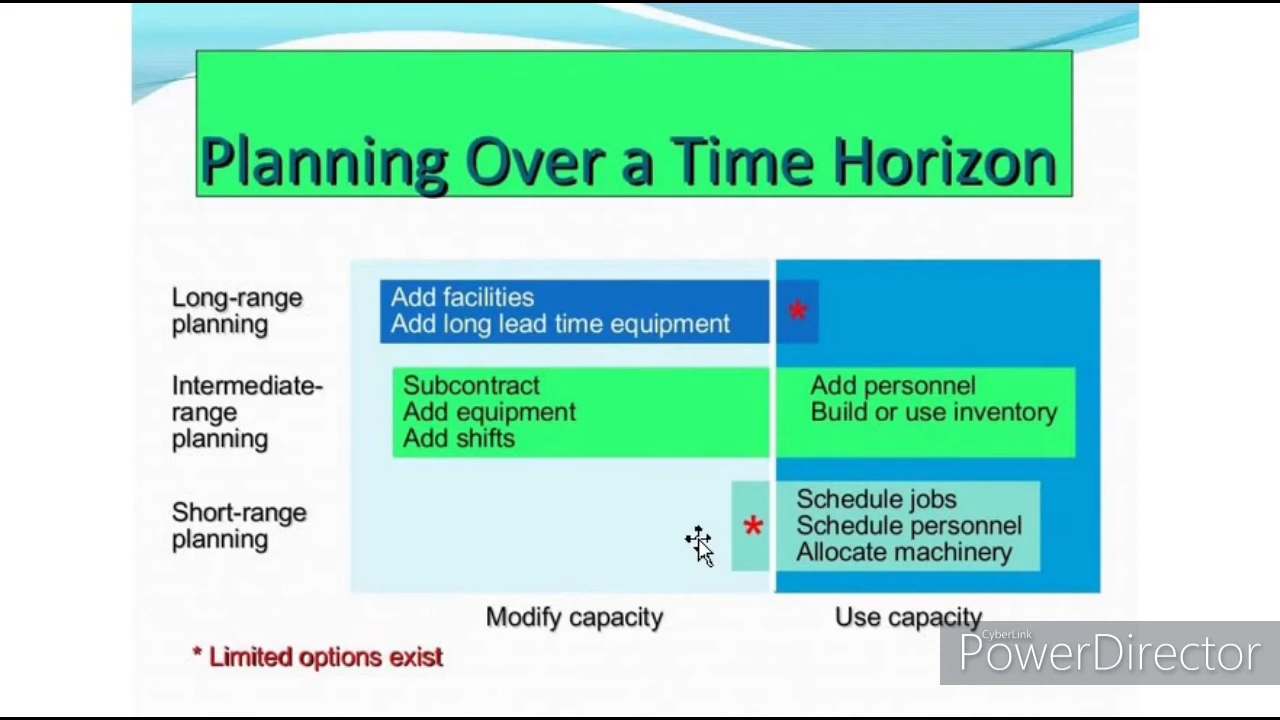 Planning Over a Time Horizon
Long-range
planning
Add facilities
Add long lead time equipment
*
Intermediate-
range
planning
Subcontract
Add equipment
Add shifts
Add personnel
Build or use inventory
Short-range
planning
*
Schedule jobs
Schedule personnel
Allocate machinery
Modify capacity
Use capacity
* Limited options exist
CyberLink
PowerDirector